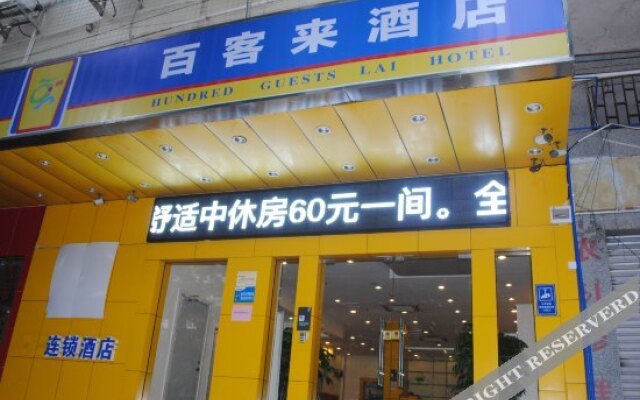 百客来酒店
HUNDRED GUESTS LAI HOTEL
舒适中休房60元一间。全
连锁酒店
RIGHT RESERVERD